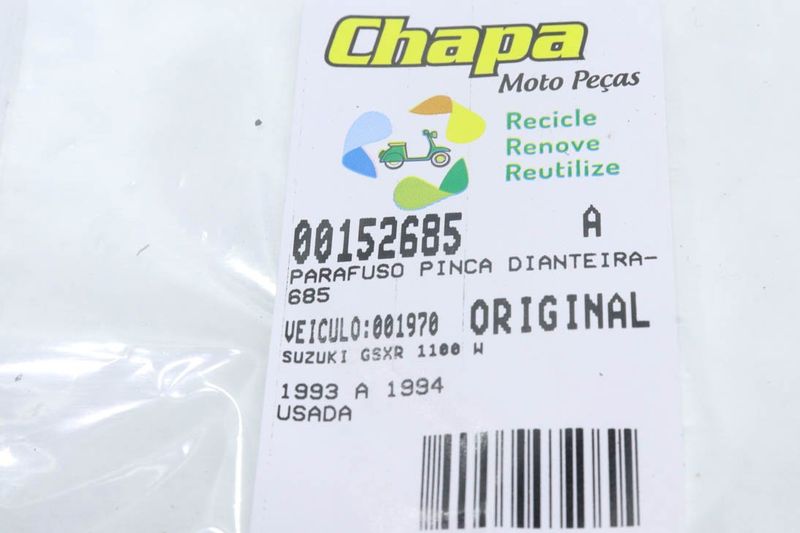 Chapa
Moto Peças
Recicle
Renove
Reutilize
00152685 A
PARAFUSO PINCA DIANTEIRA-
685
VEICULO:001970 ORIGINAL
SUZUKI GSXR 1100 W
1993 A 1994
USADA